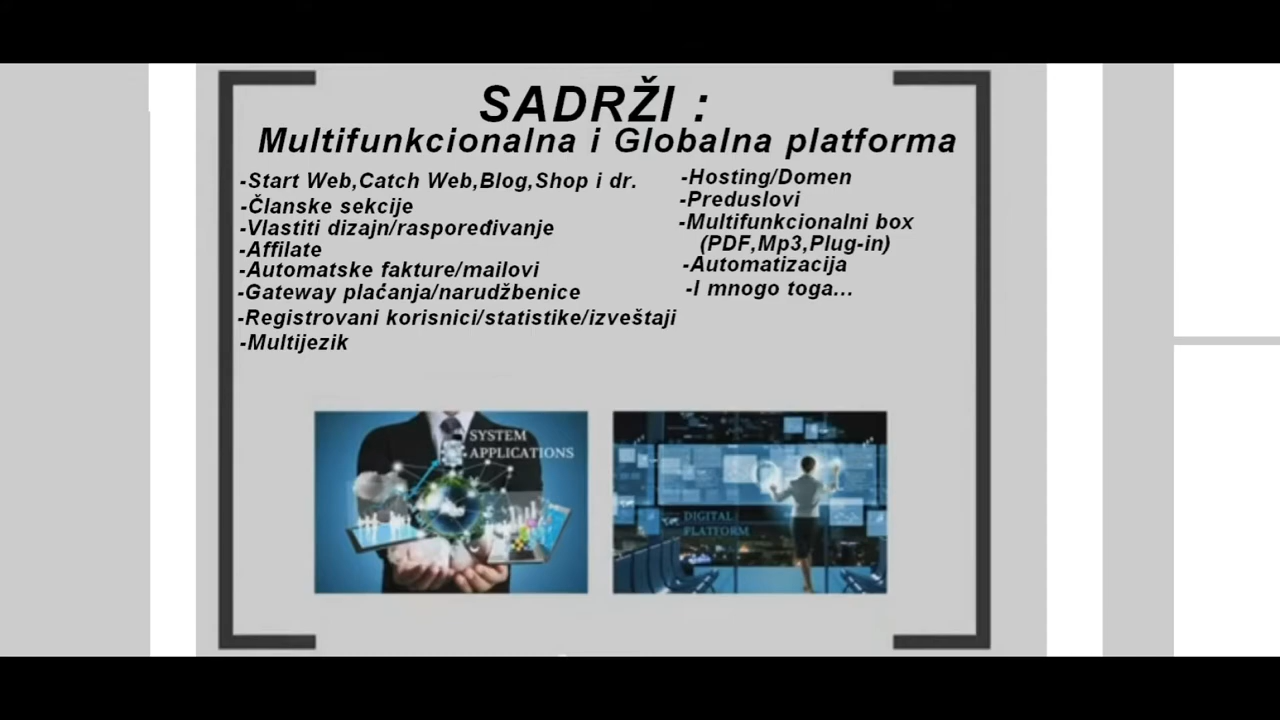 SADRŽI :
Multifunkcionalna i Globalna platforma
-Start Web,Catch Web,Blog,Shop i dr.
-Članske sekcije
-Vlastiti dizajn/raspoređivanje
-Affilate
-Automatske fakture/mailovi
-Gateway plaćanja/narudžbenice
-Registrovani korisnici/statistike/izveštaji
-Multijezik
-Hosting/Domen
-Preduslovi
-Multifunkcionalni box
(PDF,Mp3,Plug-in)
-Automatizacija
-I mnogo toga...
SYSTEM
APPLICATIONS
DIGITAL
PLATFORM